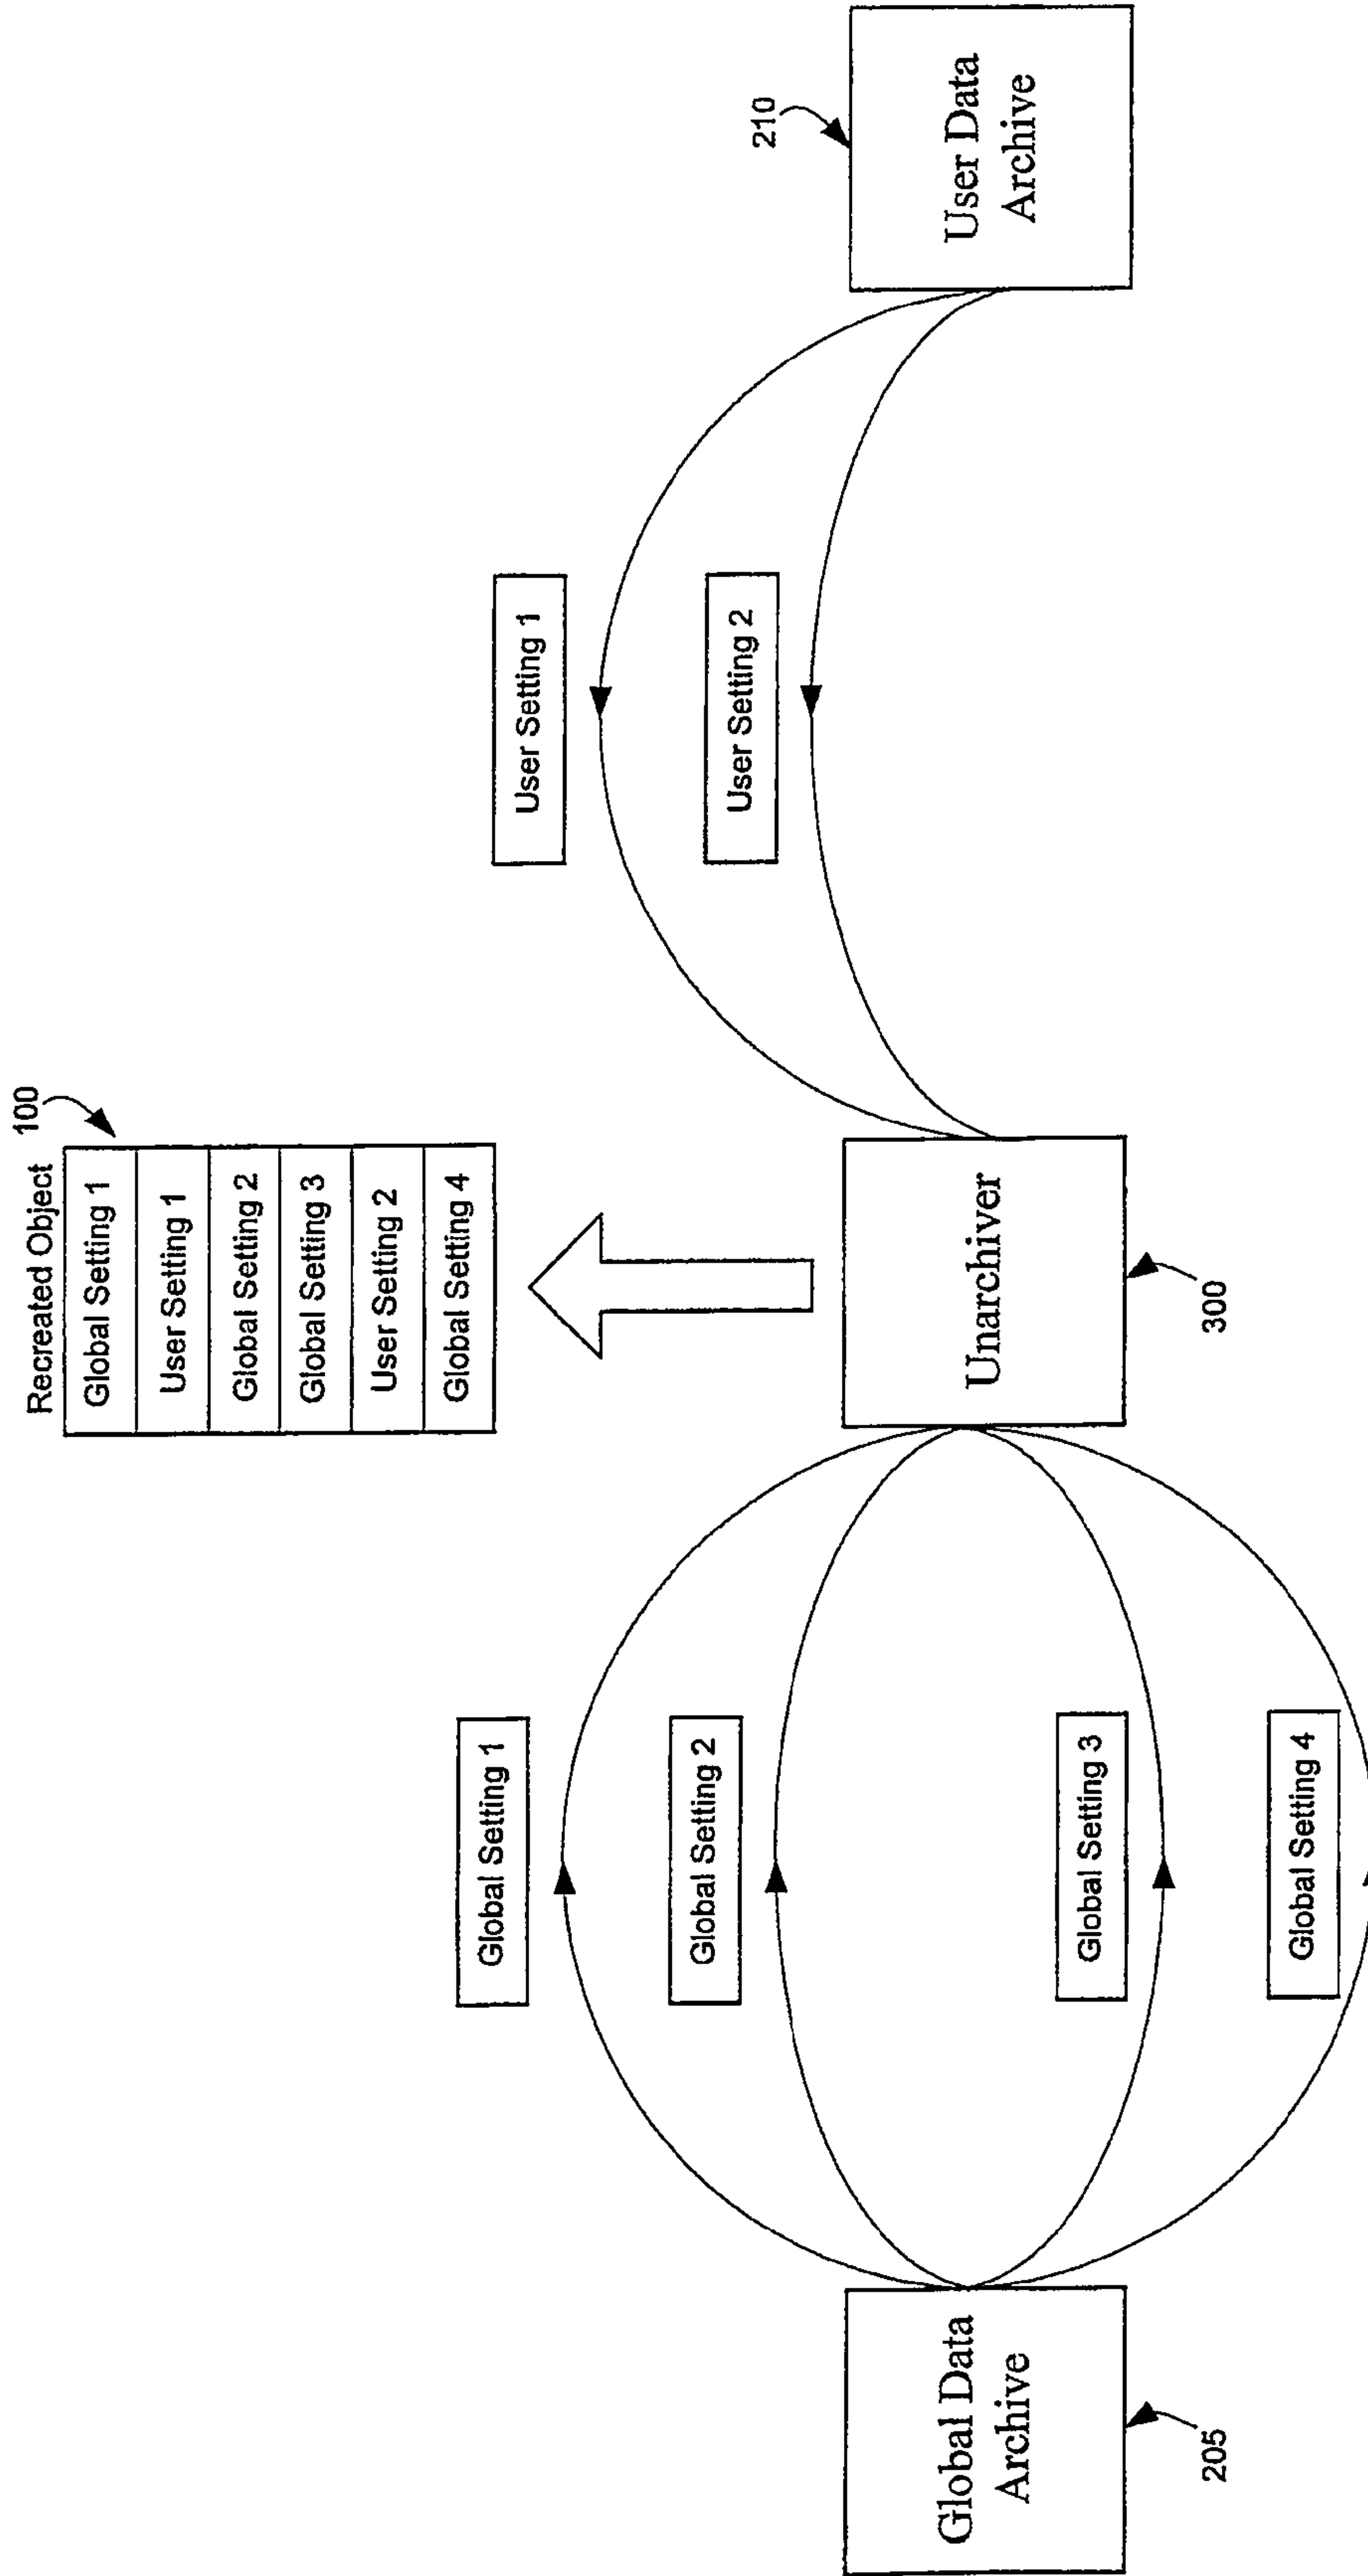 Recreated Object
100
Global Setting 1
User Setting 1
Global Setting 2
Global Setting 3
User Setting 2
Global Setting 4
Global Setting 1
Global Setting 2
Global Setting 3
Global Setting 4
User Setting 1
User Setting 2
Global Data
Archive
205
Unarchiver
300
User Data
Archive
210